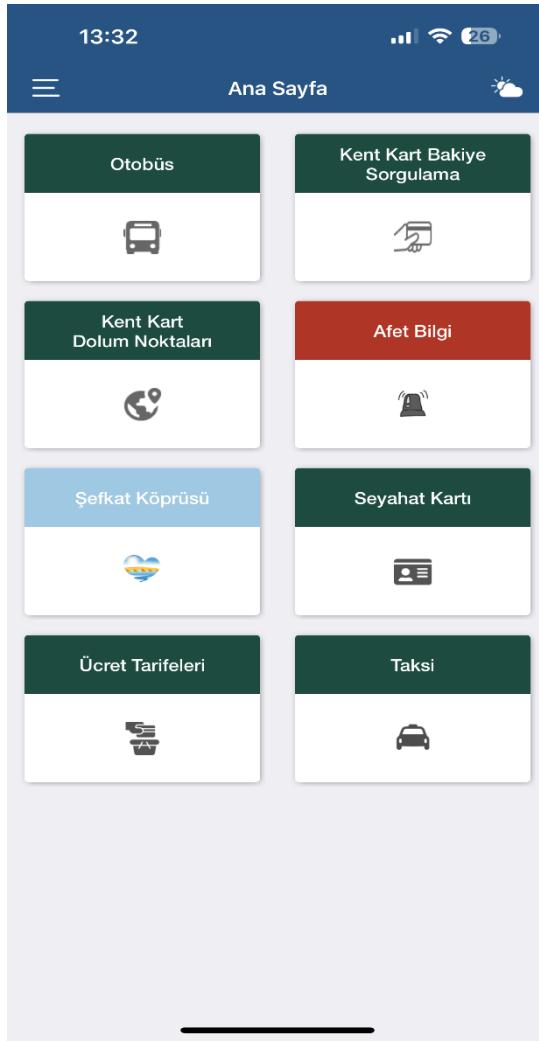 13:32
26
Ana Sayfa
Otobüs
Kent Kart Bakiye
Sorgulama
Kent Kart
Dolum Noktaları
Afet Bilgi
Şefkat Köprüsü
Seyahat Kartı
Ücret Tarifeleri
Taksi